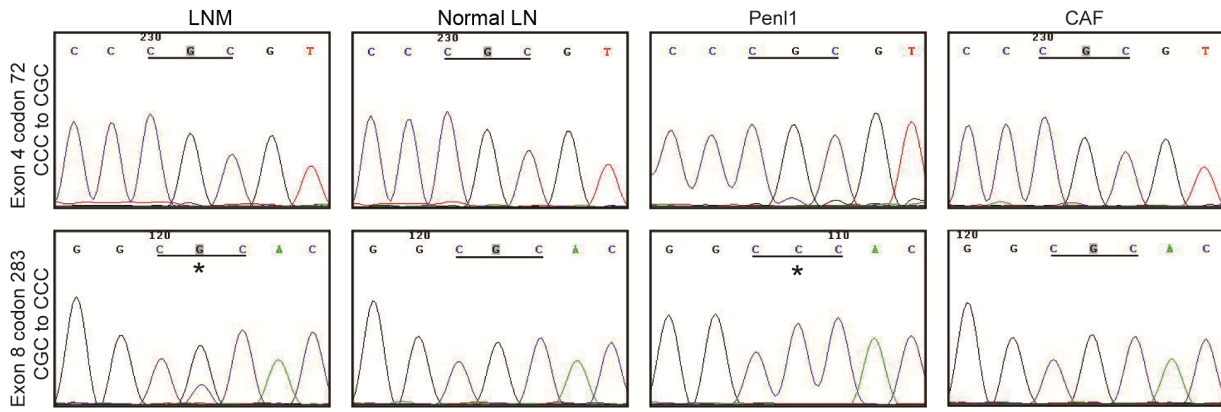 LNM Normal LN Penl1 CAF
Exon 4 codon 72
CCC to CGC
230
C C C G C G T
230
C C C G C G T
C C C G C G T
230
C C C G C G T
Exon 8 codon 283
CGC to CCC
120
G G C G C A C
*
120
G G C G C A C
110
G G C C C A C
*
120
G G C G C A C